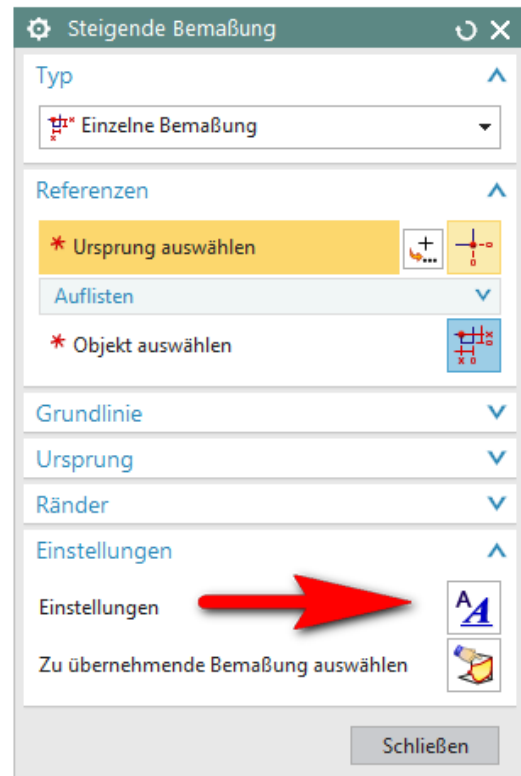 Steigende Bemaßung
Typ
Einzelne Bemaßung
Referenzen
* Ursprung auswählen
Auflisten
* Objekt auswählen
Grundlinie
Ursprung
Ränder
Einstellungen
Einstellungen
Zu übernehmende Bemaßung auswählen
Schließen